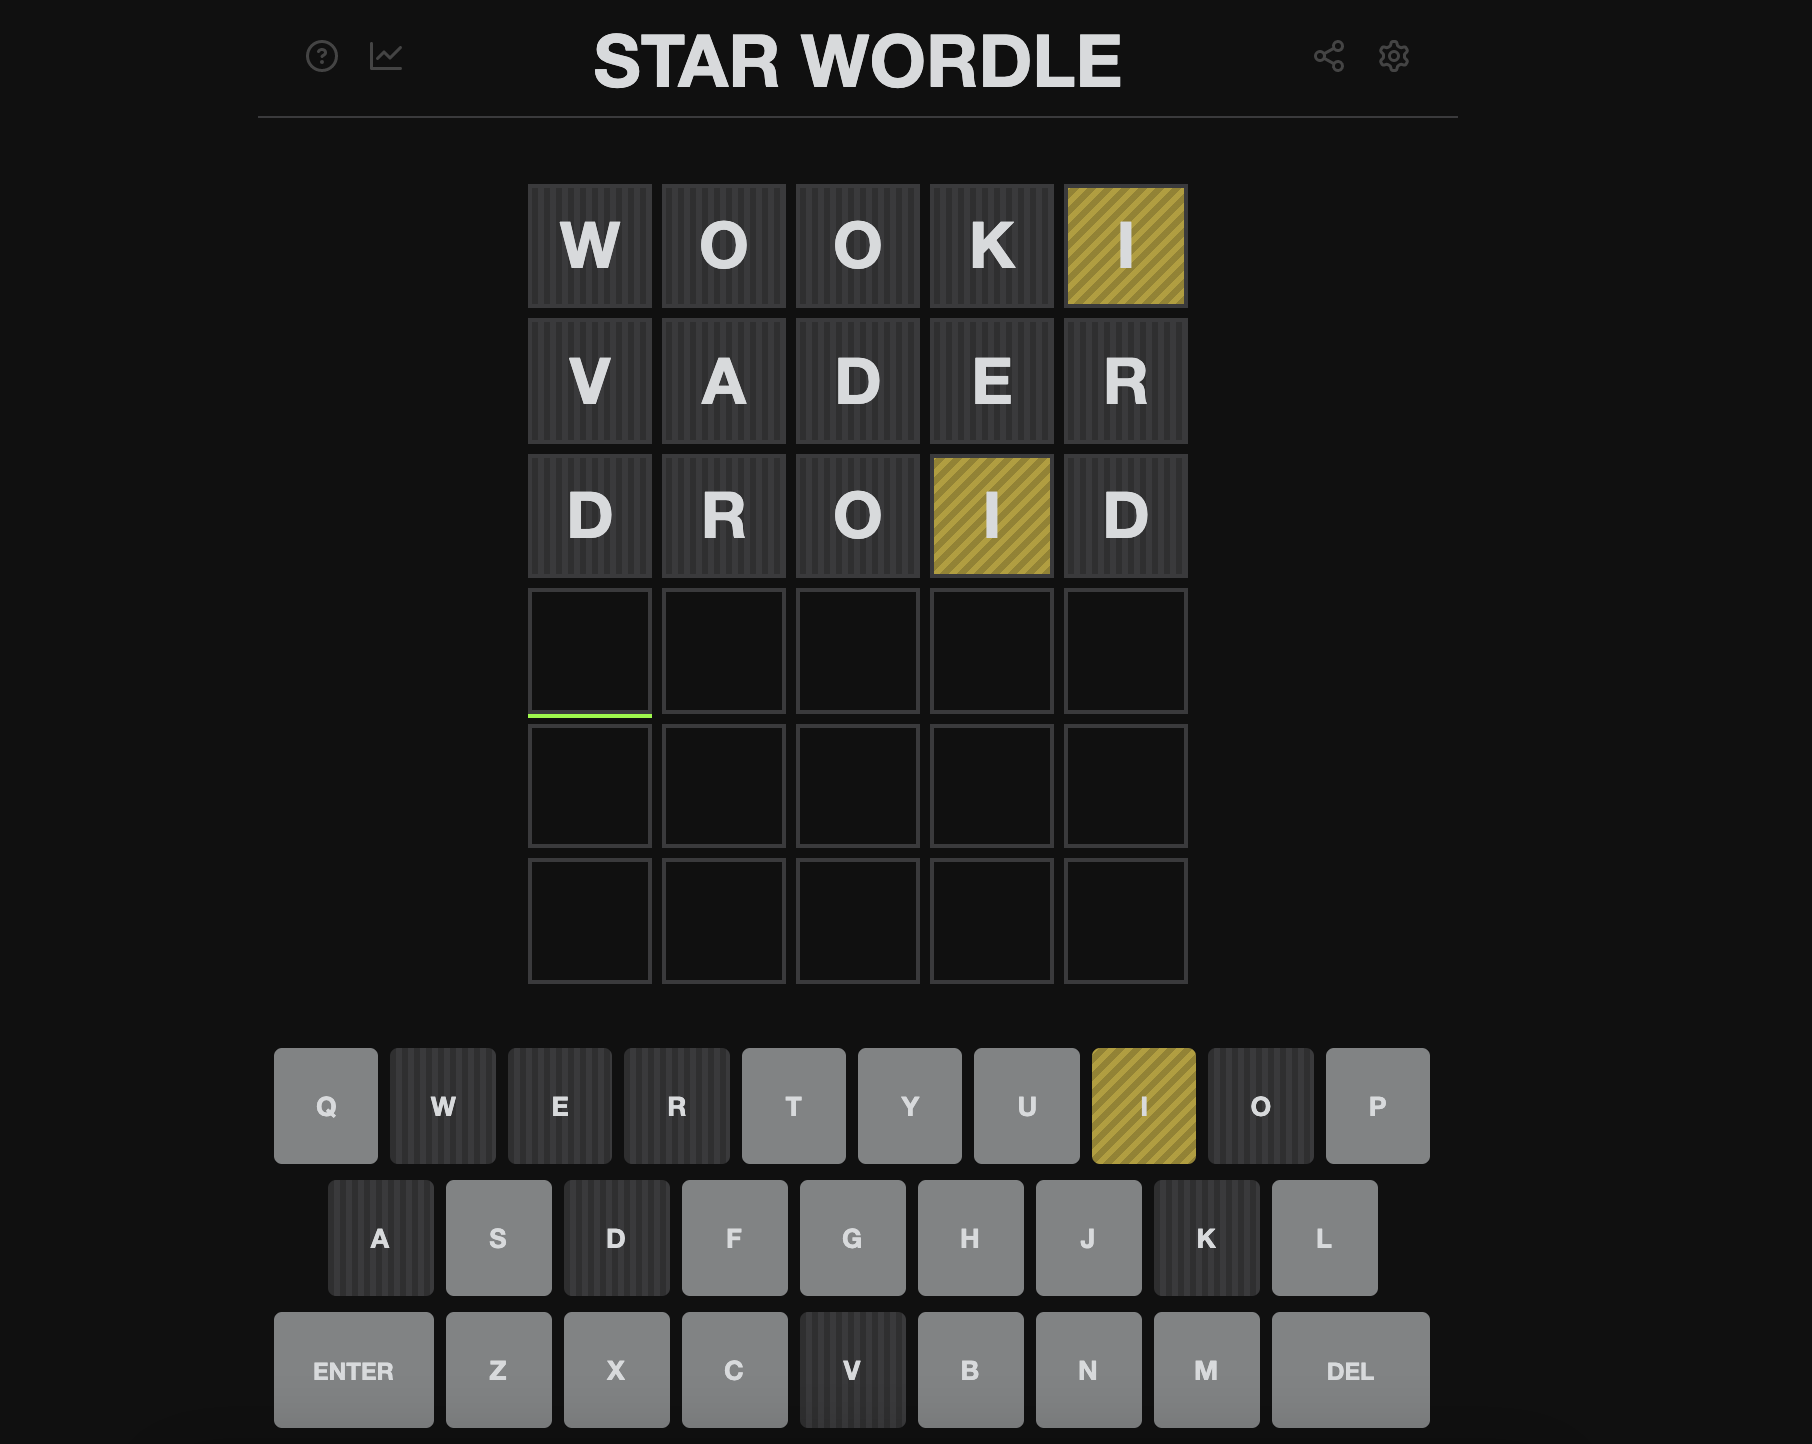 STAR WORDLE
W O O K I
V A D E R
D R O I D
Q W E R T Y U I O P
A S D F G H J K L
ENTER Z X C V B N M DEL